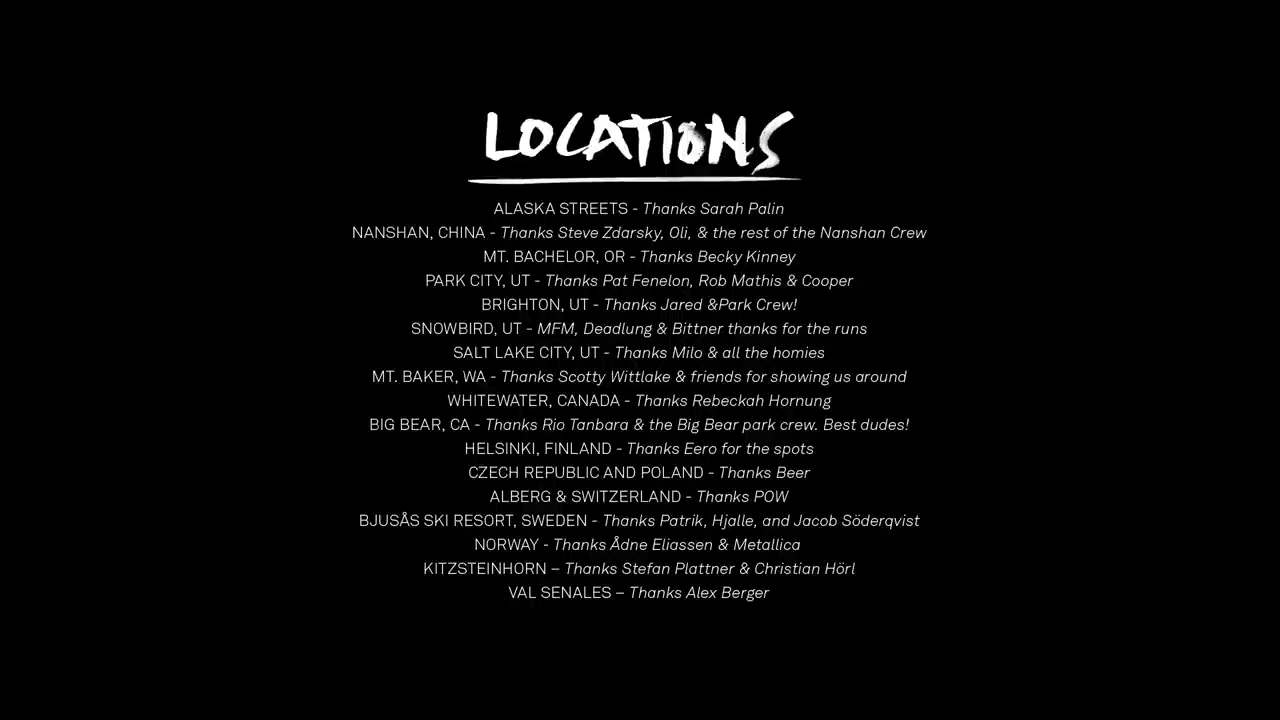 LOCATIONS
ALASKA STREETS - Thanks Sarah Palin
NANSHAN, CHINA - Thanks Steve Zdarsky, Oli, & the rest of the Nanshan Crew
MT. BACHELOR, OR - Thanks Becky Kinney
PARK CITY, UT - Thanks Pat Fenelon, Rob Mathis & Cooper
BRIGHTON, UT - Thanks Jared &Park Crew!
SNOWBIRD, UT - MFM, Deadlung & Bittner thanks for the runs
SALT LAKE CITY, UT - Thanks Milo & all the homies
MT. BAKER, WA - Thanks Scotty Wittlake & friends for showing us around
WHITEWATER, CANADA - Thanks Rebeckah Hornung
BIG BEAR, CA - Thanks Rio Tanbara & the Big Bear park crew. Best dudes!
HELSINKI, FINLAND - Thanks Eero for the spots
CZECH REPUBLIC AND POLAND - Thanks Beer
ALBERG & SWITZERLAND - Thanks POW
BJUSÅS SKI RESORT, SWEDEN - Thanks Patrik, Hjalle, and Jacob Söderqvist
NORWAY - Thanks Ådne Eliassen & Metallica
KITZSTEINHORN – Thanks Stefan Plattner & Christian Hörl
VAL SENALES – Thanks Alex Berger